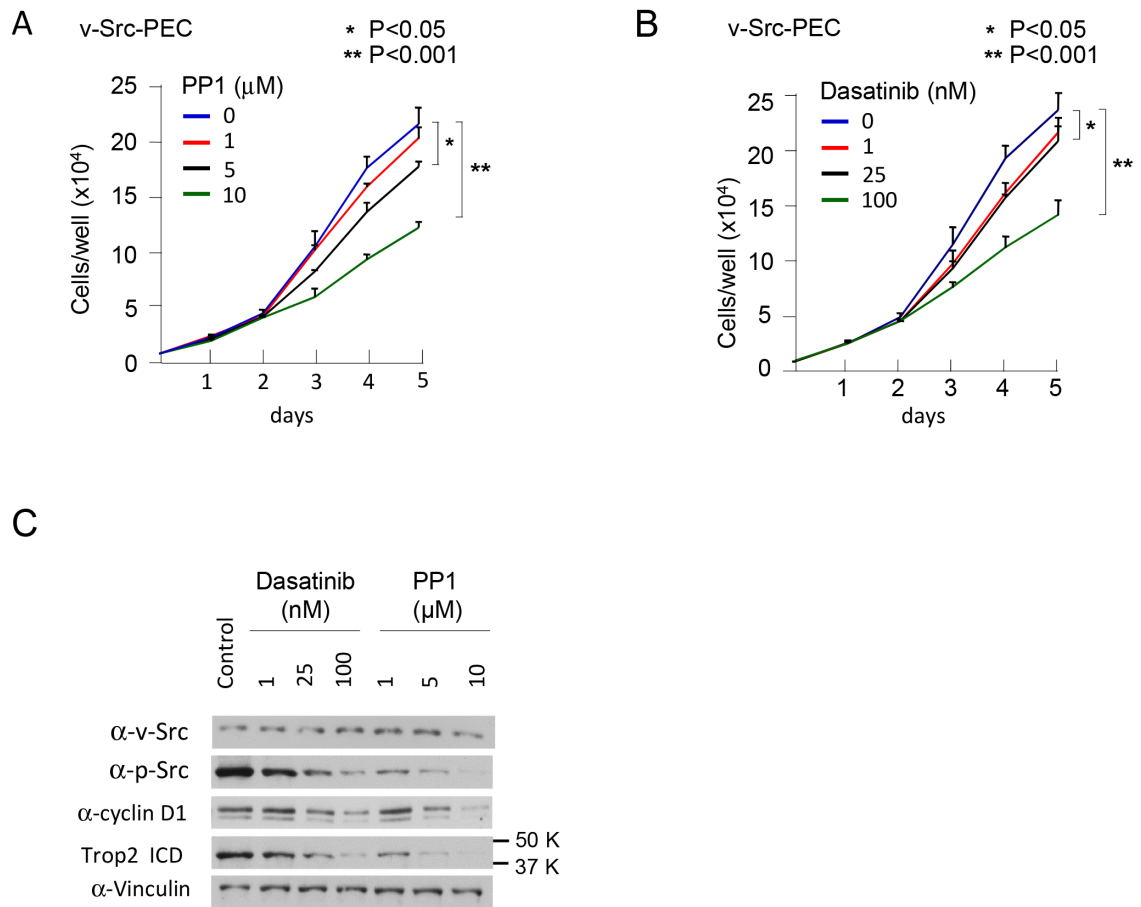 A
v-Src-PEC
* P<0.05
** P<0.001
PP1 (µM)
0
1
5
10
Cells/well (x10⁴)
25
20
15
10
5
0
1 2 3 4 5
days
*
**
B
v-Src-PEC
* P<0.05
** P<0.001
Dasatinib (nM)
0
1
25
100
Cells/well (x10⁴)
25
20
15
10
5
0
1 2 3 4 5
days
*
**
C
Dasatinib
(nM)
PP1
(µM)
Control 1 25 100 1 5 10
α-v-Src
α-p-Src
α-cyclin D1
Trop2 ICD
50 K
37 K
α-Vinculin